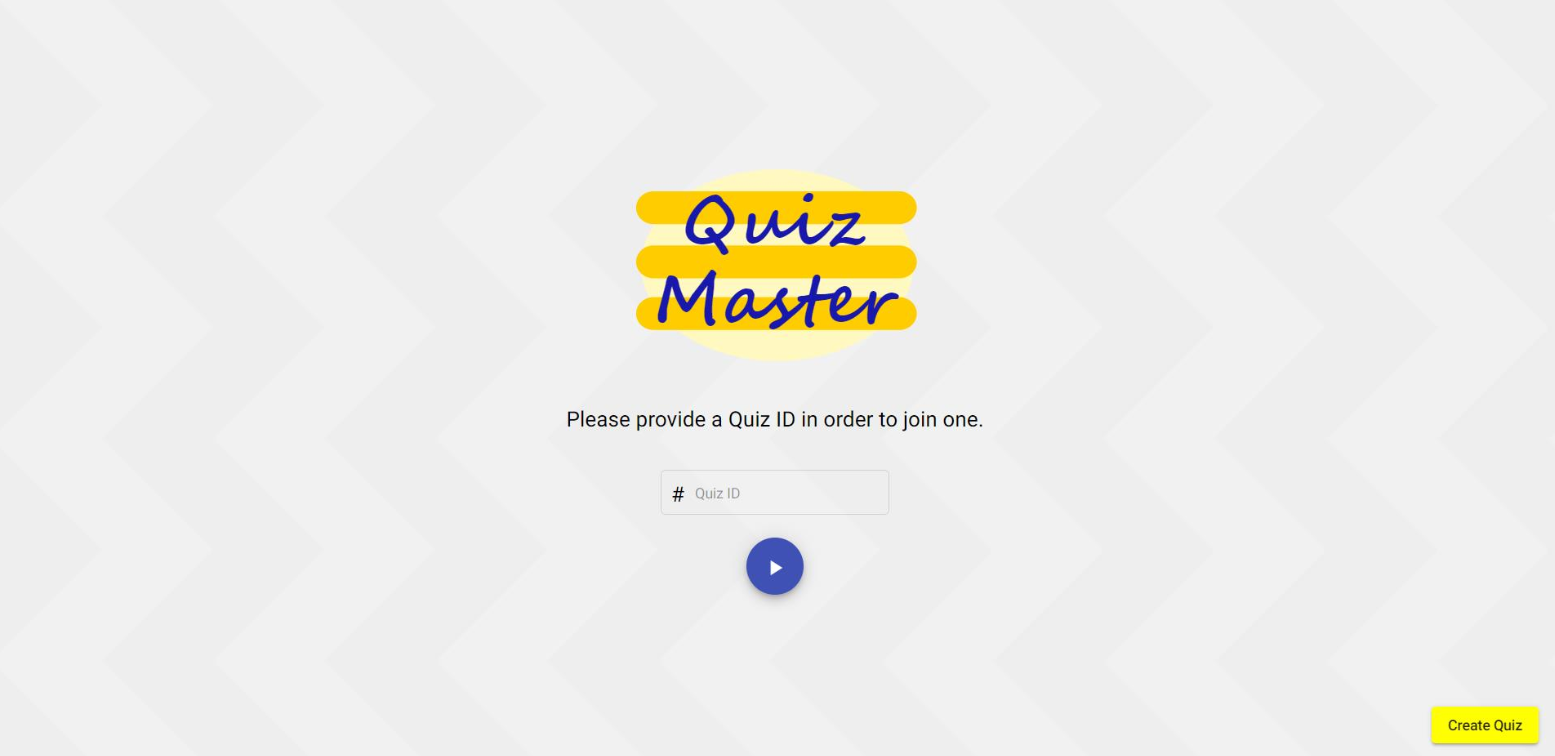 Quiz
Master
Please provide a Quiz ID in order to join one.
# Quiz ID
Create Quiz